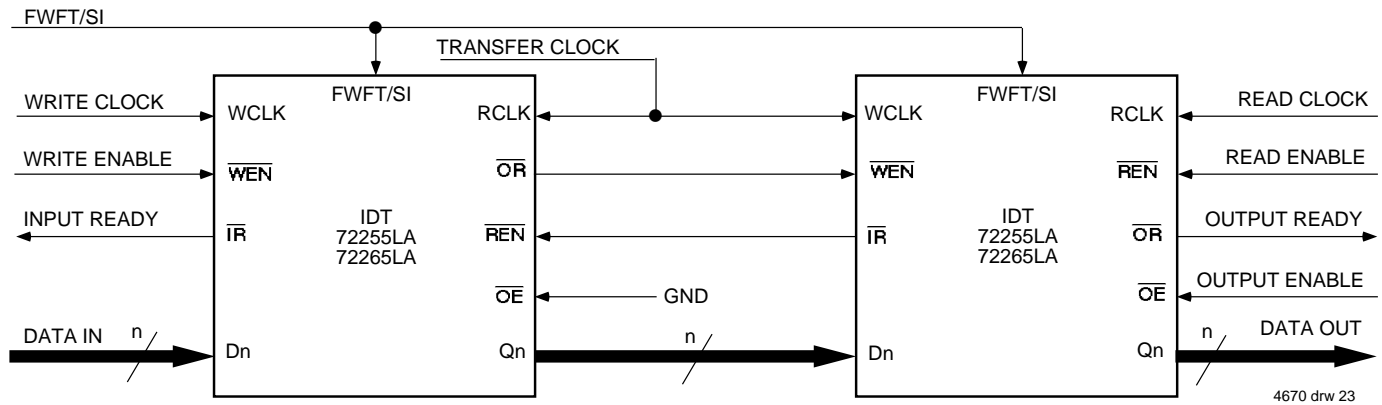 FWFT/SI
TRANSFER CLOCK
FWFT/SI
FWFT/SI
WRITE CLOCK
WCLK
RCLK
WCLK
RCLK
READ CLOCK
WRITE ENABLE
WEN
OR
WEN
REN
READ ENABLE
INPUT READY
IR
IDT
72255LA
72265LA
REN
IR
IDT
72255LA
72265LA
OR
OUTPUT READY
OE
GND
OE
OUTPUT ENABLE
DATA IN
n
Dn
Qn
n
Dn
Qn
n
DATA OUT
4670 drw 23